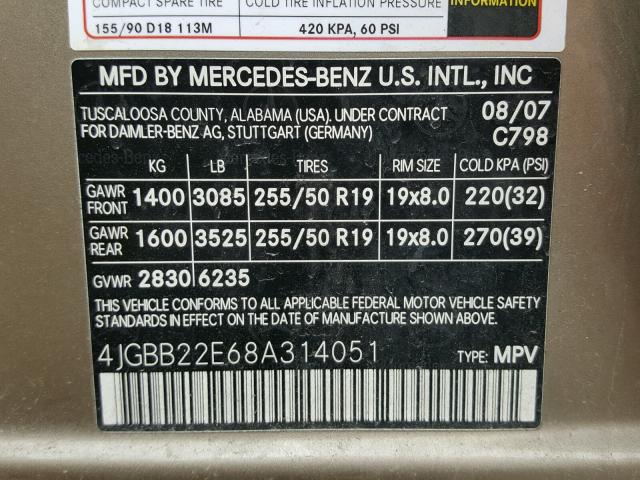 COMPACT SPARE TIRE COLD TIRE INFLATION PRESSURE INFORMATION
155/90 D18 113M 420 KPA, 60 PSI
MFD BY MERCEDES-BENZ U.S. INTL., INC
TUSCALOOSA COUNTY, ALABAMA (USA). UNDER CONTRACT 08/07
FOR DAIMLER-BENZ AG, STUTTGART (GERMANY) C798
KG LB TIRES RIM SIZE COLD KPA (PSI)
GAWR FRONT 1400 3085 255/50 R19 19x8.0 220(32)
GAWR REAR 1600 3525 255/50 R19 19x8.0 270(39)
GVWR 2830 6235
THIS VEHICLE CONFORMS TO ALL APPLICABLE FEDERAL MOTOR VEHICLE SAFETY
STANDARDS IN EFFECT ON THE DATE OF MANUFACTURE SHOWN ABOVE.
4JGBB22E68A314051 TYPE: MPV